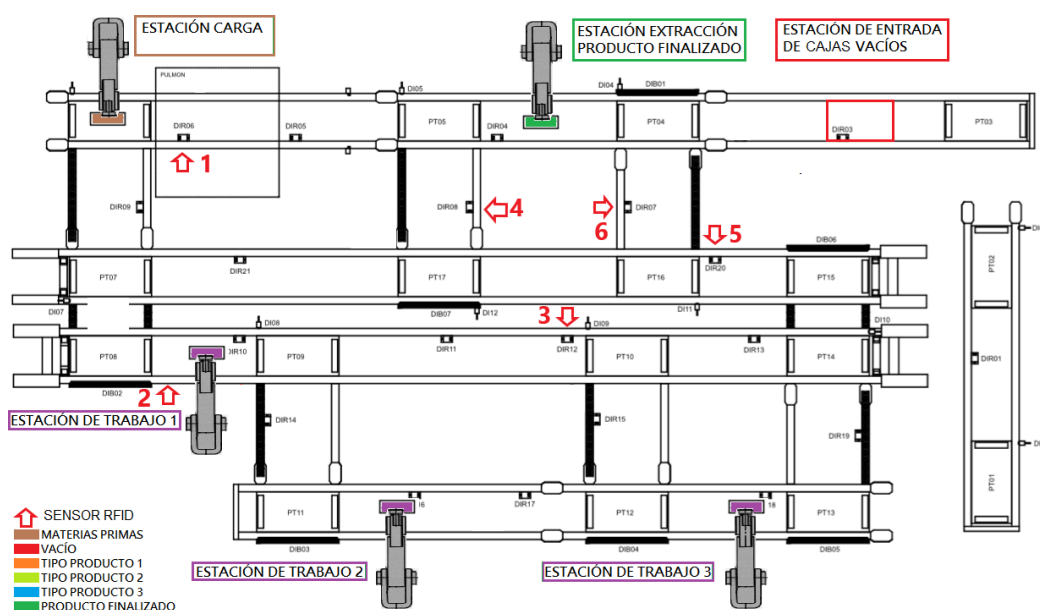 ESTACIÓN CARGA
ESTACIÓN EXTRACCIÓN
PRODUCTO FINALIZADO
ESTACIÓN DE ENTRADA
DE CAJAS VACÍOS
PULMON
DI05
DI04
DIB01
DIR06
DIR05
PT05
DIR04
PT04
DIR03
PT03
1
DIR09
DIR08
4
6
DIR07
5
DIR21
DIR20
DIB06
PT07
PT17
PT16
PT15
DI07
DIB07
DI12
DI11
3
DI08
DI09
DI10
PT08
DIR10
PT09
DIR11
DIR12
PT10
DIR13
PT14
DIB02
2
ESTACIÓN DE TRABAJO 1
DIR14
DIR15
DIR19
PT02
DI
DIR01
DI
PT01
PT11
I6
DIR17
PT12
18
PT13
DIB03
DIB04
DIB05
ESTACIÓN DE TRABAJO 2
ESTACIÓN DE TRABAJO 3
SENSOR RFID
MATERIAS PRIMAS
VACÍO
TIPO PRODUCTO 1
TIPO PRODUCTO 2
TIPO PRODUCTO 3
PRODUCTO FINALIZADO